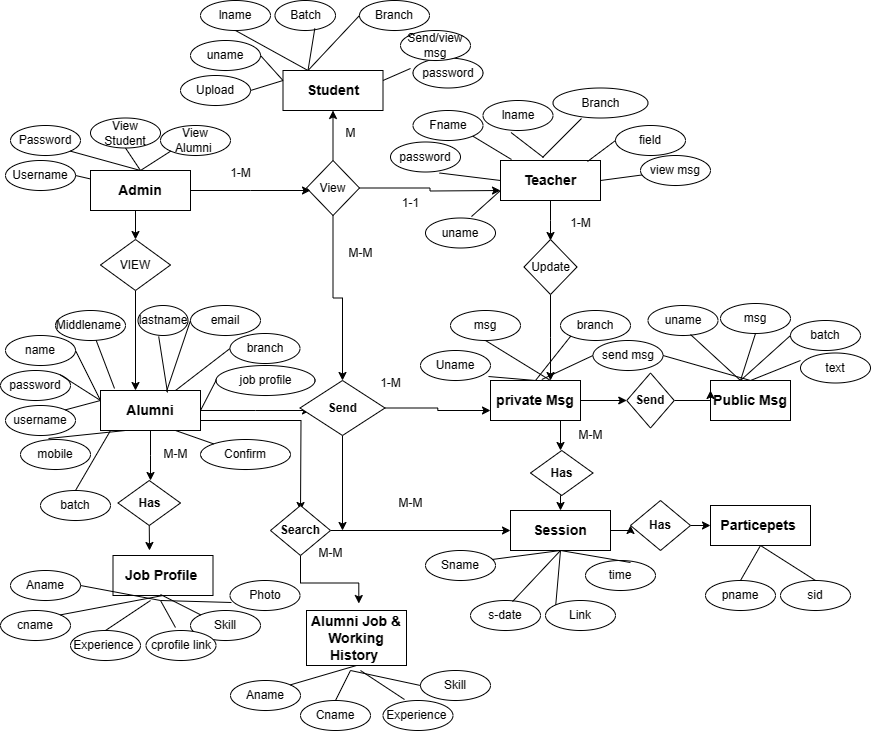 lname
Batch
Branch
uname
Send/view
msg
Upload
Student
password
Password
View
Student
View
Alumni
Username
Admin
1-M
M
View
1-1
Fname
lname
Branch
field
password
view msg
Teacher
uname
1-M
VIEW
M-M
Update
Middlename
lastname
email
name
branch
password
job profile
username
Alumni
mobile
M-M
Confirm
batch
Has
Send
1-M
msg
branch
Uname
send msg
private Msg
Send
uname
msg
batch
text
Public Msg
M-M
Has
Search
M-M
M-M
Session
Has
Particepets
Sname
time
s-date
Link
pname
sid
Job Profile
Aname
Photo
cname
Skill
Experience
cprofile link
Alumni Job &
Working
History
Aname
Skill
Cname
Experience